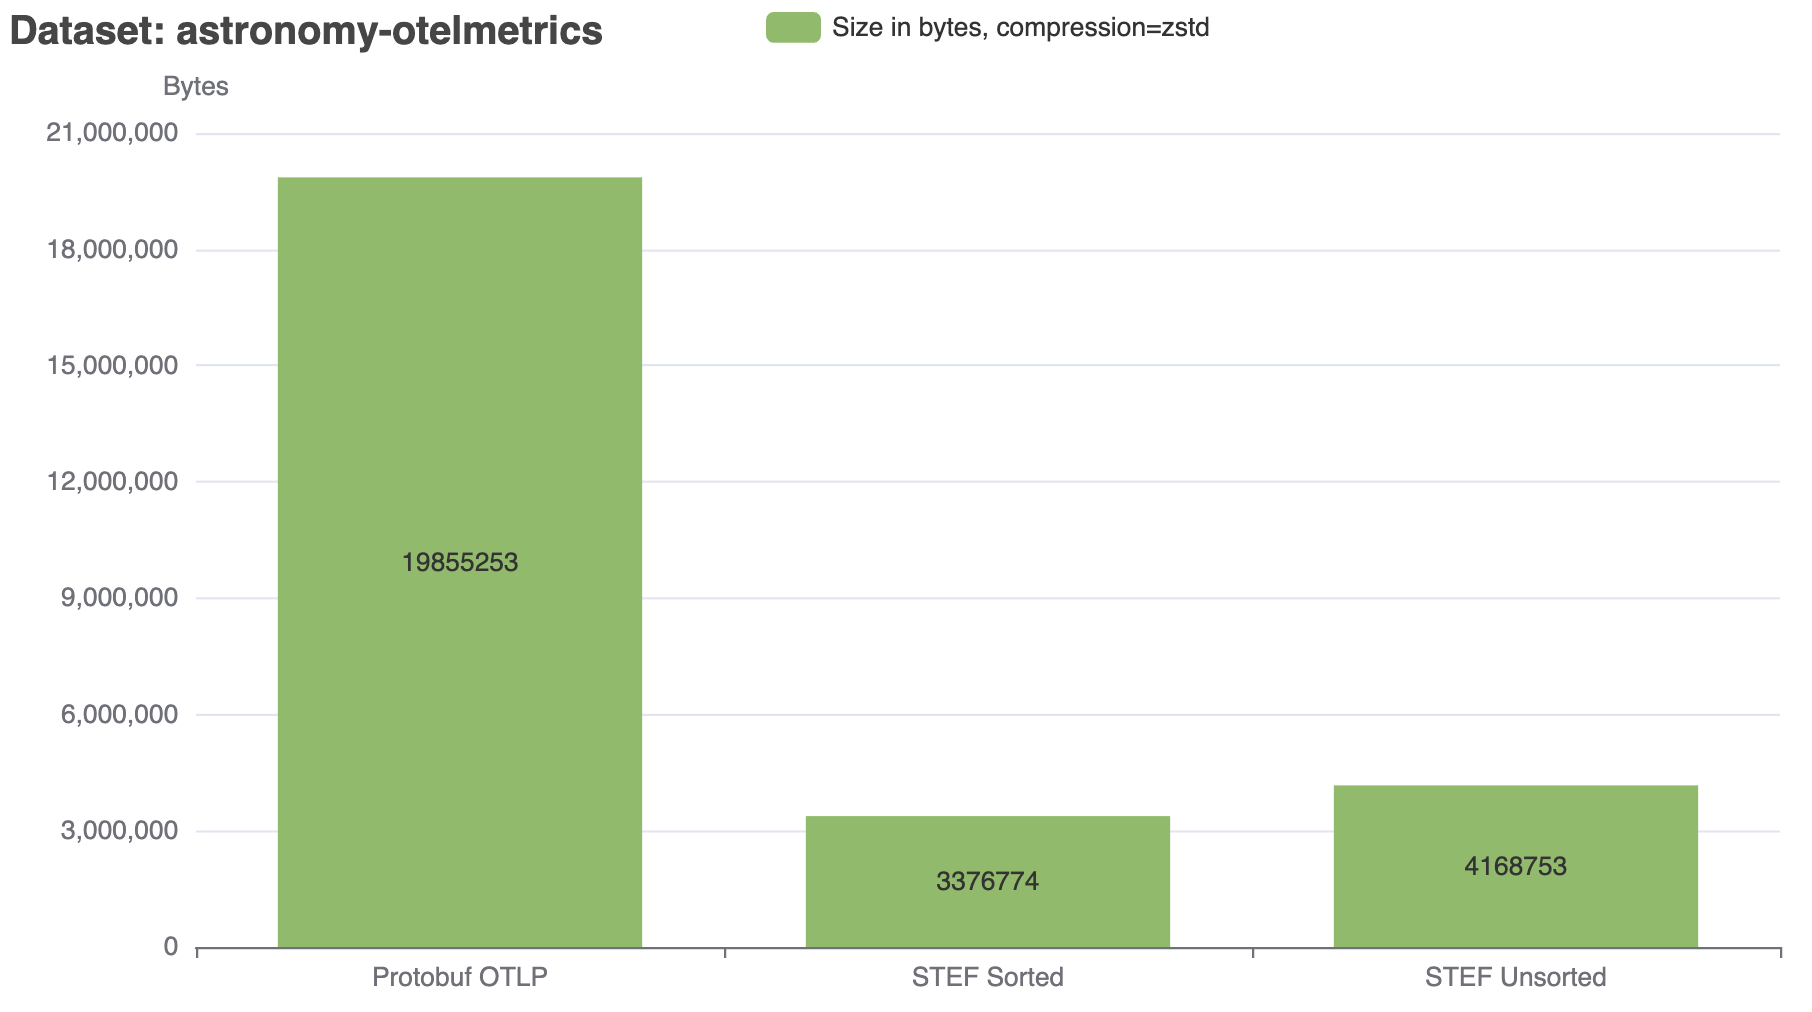 Dataset: astronomy-otelmetrics
Size in bytes, compression=zstd
Bytes
21,000,000
18,000,000
15,000,000
12,000,000
9,000,000
6,000,000
3,000,000
0
19855253
3376774
4168753
Protobuf OTLP
STEF Sorted
STEF Unsorted